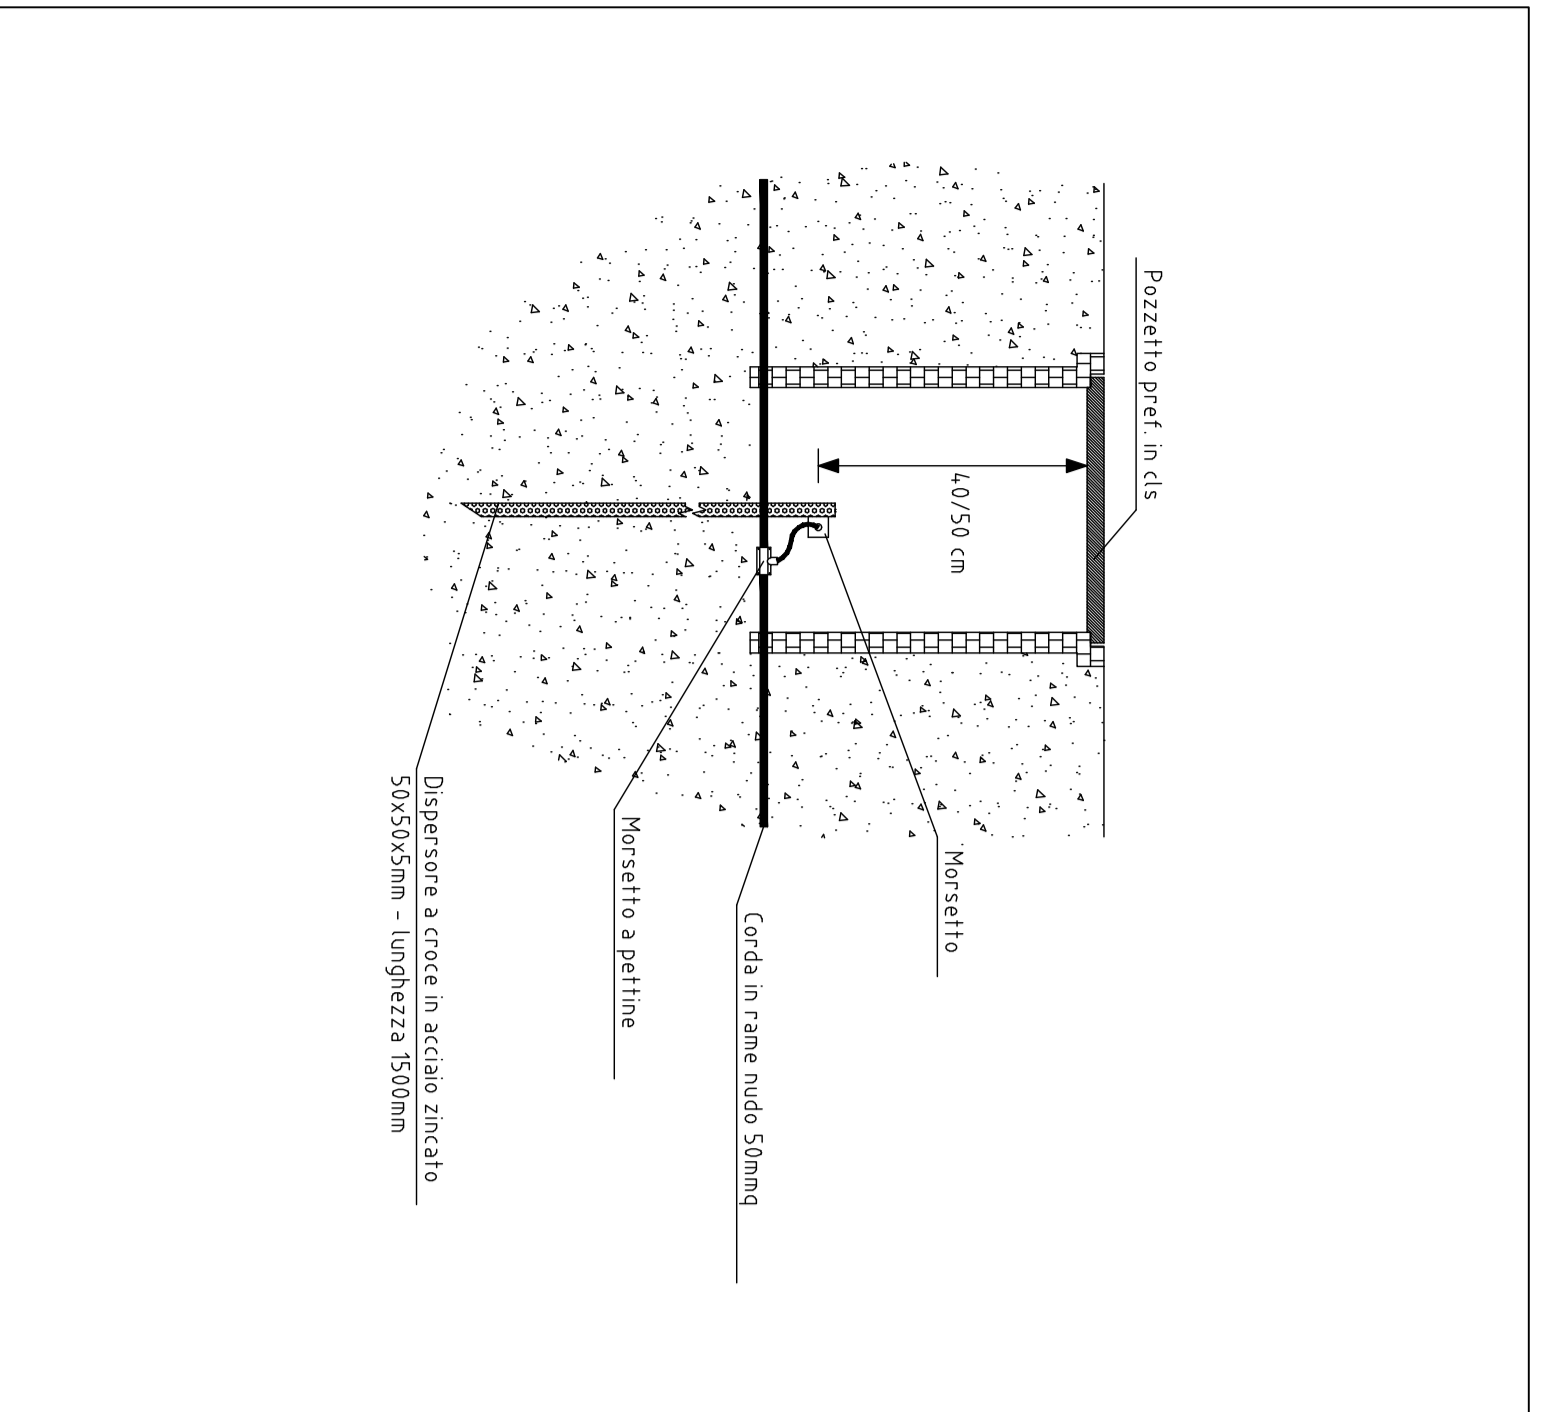 Pozzetto pref. in cls
40/50 cm
Morsetto
Corda in rame nudo 50mmq
Morsetto a pettine
Dispersore a croce in acciaio zincato
50x50x5mm - lunghezza 1500mm